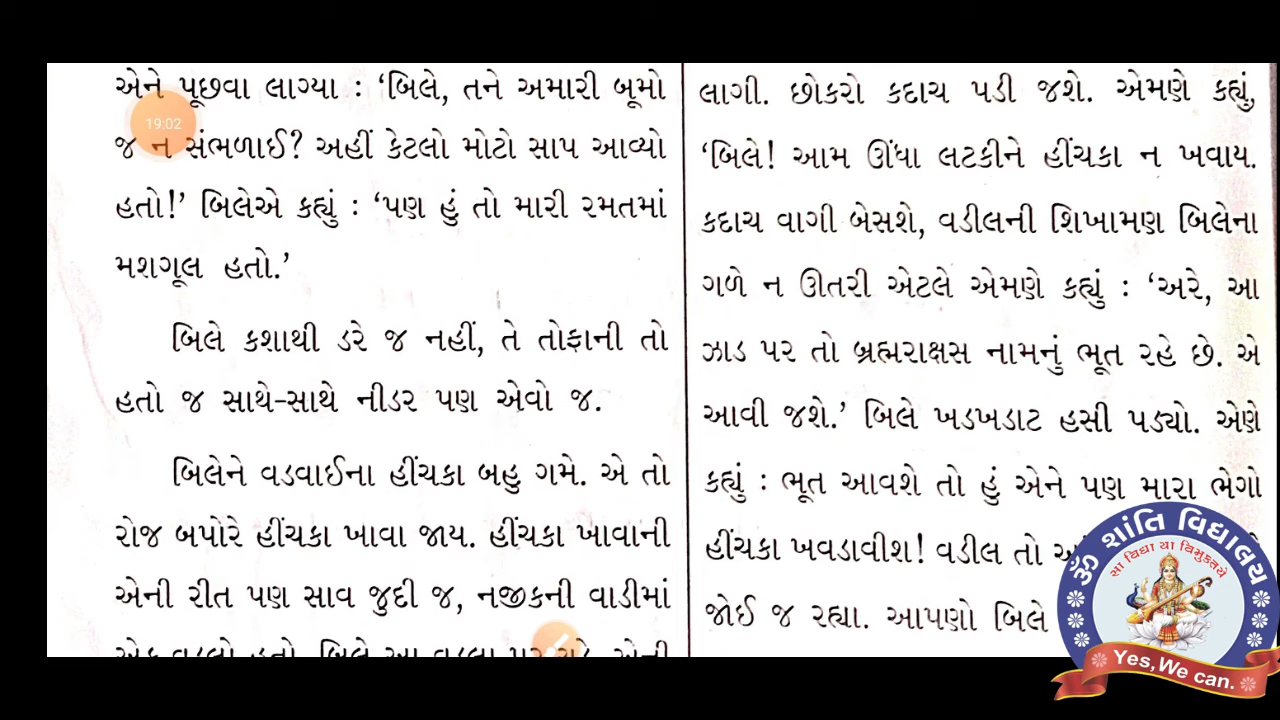 એને પૂછવા લાગ્યા : ‘બિલે, તને અમારી બૂમો
જ ન સંભળાઈ? અહીં કેટલો મોટો સાપ આવ્યો
હતો!’ બિલેએ કહ્યું : ‘પણ હું તો મારી રમતમાં
મશગૂલ હતો.’
બિલે કશાથી ડરે જ નહીં, તે તોફાની તો
હતો જ સાથે-સાથે નીડર પણ એવો જ.
બિલેને વડવાઈના હીંચકા બહુ ગમે. એ તો
રોજ બપોરે હીંચકા ખાવા જાય. હીંચકા ખાવાની
એની રીત પણ સાવ જુદી જ, નજીકની વાડીમાં
લાગી. છોકરો કદાચ પડી જશે. એમણે કહ્યું,
‘બિલે! આમ ઊંધા લટકીને હીંચકા ન ખવાય.
કદાચ વાગી બેસશે, વડીલની શિખામણ બિલેના
ગળે ન ઊતરી એટલે એમણે કહ્યું : ‘અરે, આ
ઝાડ પર તો બ્રહ્મરાક્ષસ નામનું ભૂત રહે છે. એ
આવી જશે.’ બિલે ખડખડાટ હસી પડ્યો. એણે
કહ્યું : ભૂત આવશે તો હું એને પણ મારા ભેગો
હીંચકા ખવડાવીશ! વડીલ તો
જોઈ જ રહ્યા. આપણો બિલે
19:02
ૐ શાંતિ વિદ્યાલય
સા વિદ્યા યા વિમુક્તયે
Yes, We can.